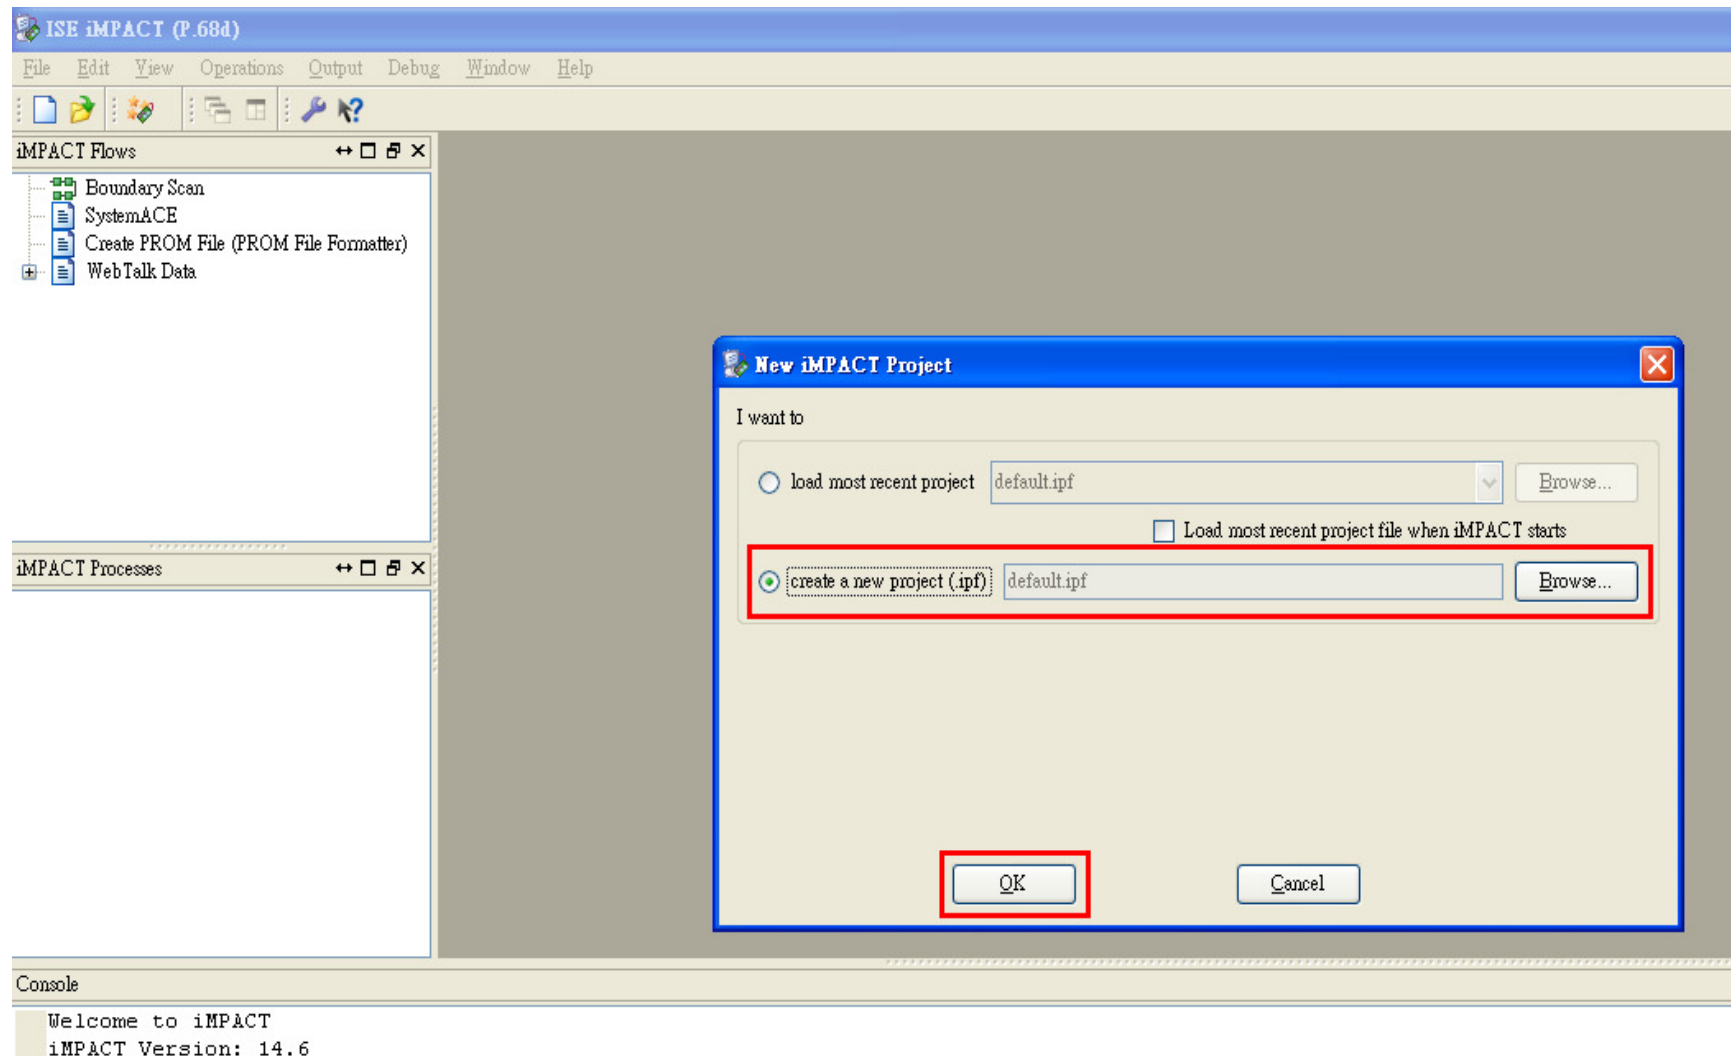 ISE iMPACT (P.68d)
File Edit View Operations Output Debug Window Help
iMPACT Flows
Boundary Scan
SystemACE
Create PROM File (PROM File Formatter)
WebTalk Data
New iMPACT Project
I want to
load most recent project default.ipf Browse...
Load most recent project file when iMPACT starts
create a new project (.ipf) default.ipf Browse...
OK Cancel
iMPACT Processes
Console
Welcome to iMPACT
iMPACT Version: 14.6